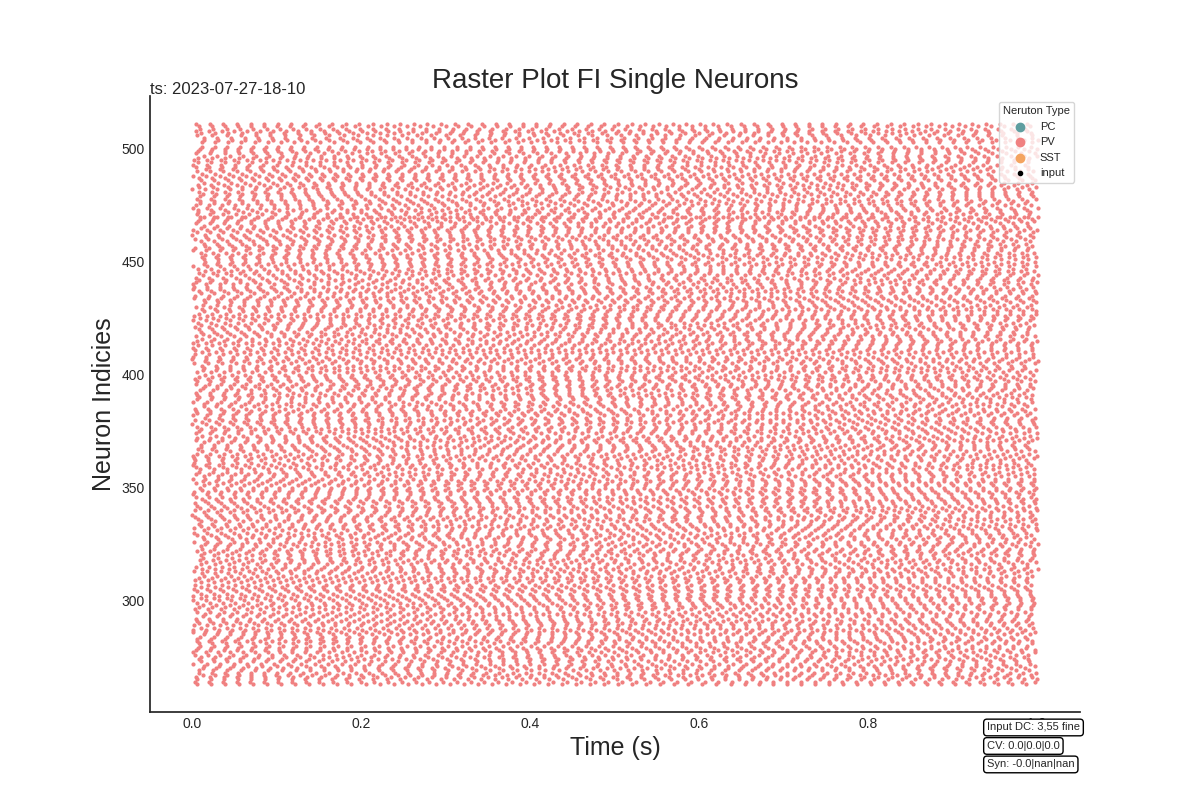 Raster Plot FI Single Neurons
ts: 2023-07-27-18-10
Neruton Type
PC
PV
SST
input
500
450
400
350
300
Neuron Indicies
0.0 0.2 0.4 0.6 0.8
Time (s)
Input DC: 3,55 fine
CV: 0.0|0.0|0.0
Syn: -0.0|nan|nan